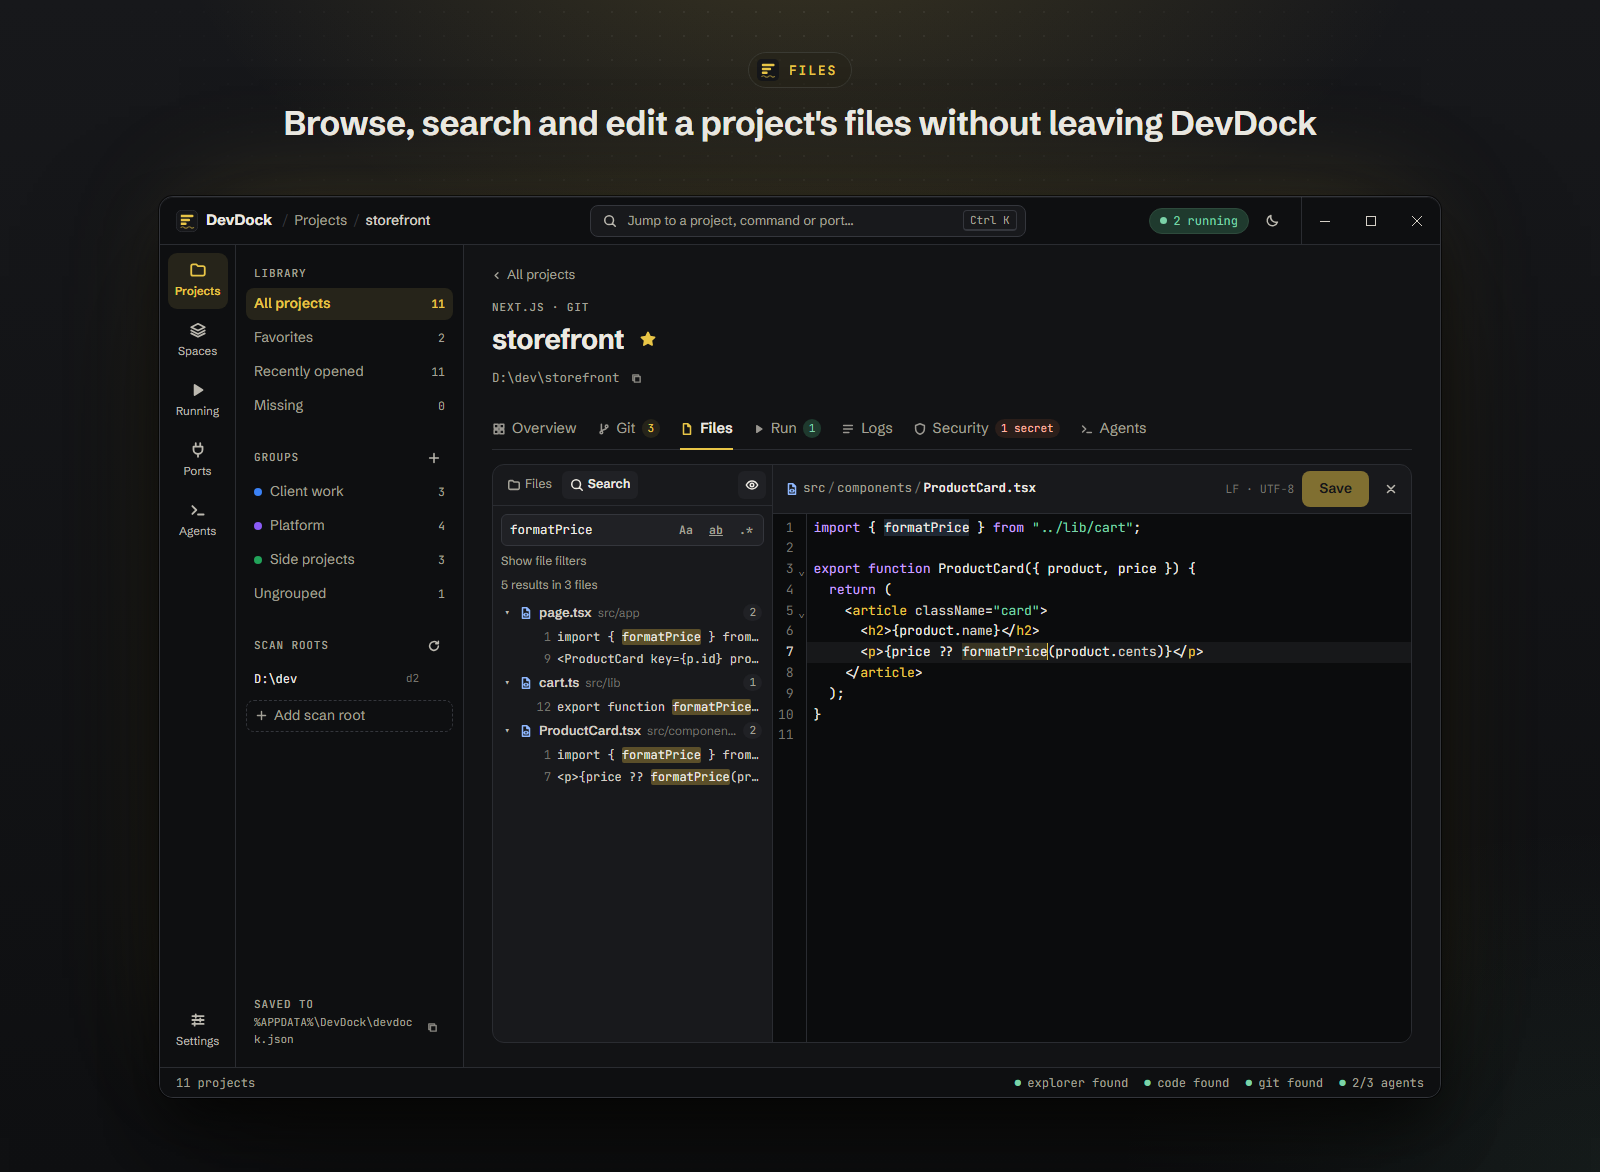 FILES
Browse, search and edit a project's files without leaving DevDock
DevDock / Projects / storefront
Jump to a project, command or port...
Ctrl K
2 running
Projects
Spaces
Running
Ports
Agents
Settings
LIBRARY
All projects 11
Favorites 2
Recently opened 11
Missing 0
GROUPS
Client work 3
Platform 4
Side projects 3
Ungrouped 1
SCAN ROOTS
D:\dev d2
Add scan root
SAVED TO
%APPDATA%\DevDock\devdoc
k.json
All projects
NEXT.JS · GIT
storefront
D:\dev\storefront
Overview
Git 3
Files
Run 1
Logs
Security 1 secret
Agents
Files
Search
formatPrice Aa ab .*
Show file filters
5 results in 3 files
page.tsx src/app 2
1 import { formatPrice } from…
9 <ProductCard key={p.id} pro…
cart.ts src/lib 1
12 export function formatPrice…
ProductCard.tsx src/componen… 2
1 import { formatPrice } from…
7 <p>{price ?? formatPrice(pr…
src/components/ProductCard.tsx
LF · UTF-8
Save
1 import { formatPrice } from "../lib/cart";
2
3 export function ProductCard({ product, price }) {
4 return (
5 <article className="card">
6 <h2>{product.name}</h2>
7 <p>{price ?? formatPrice(product.cents)}</p>
8 </article>
9 );
10 }
11
11 projects
explorer found
code found
git found
2/3 agents